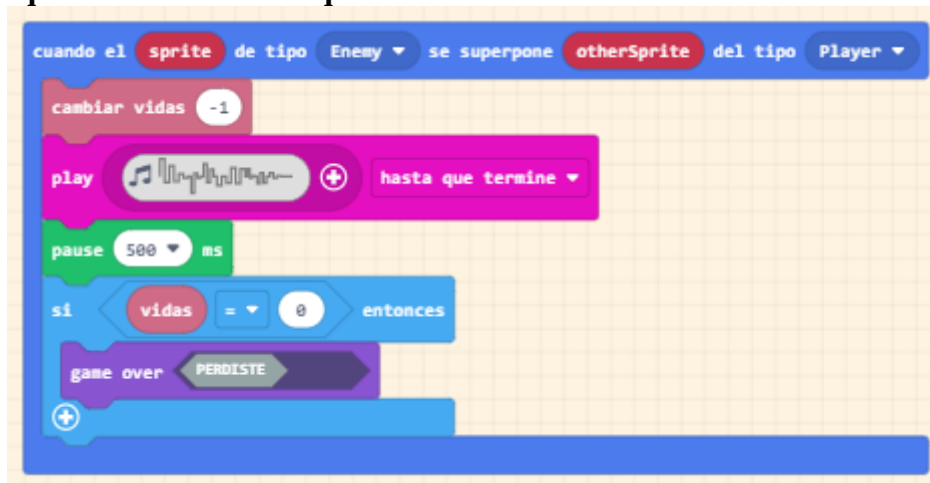 cuando el sprite de tipo Enemy se superpone otherSprite del tipo Player
cambiar vidas -1
play hasta que termine
pause 500 ms
si vidas = 0 entonces
game over PERDISTE